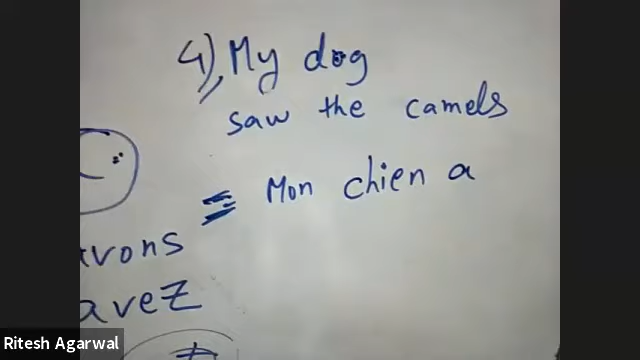 4) My dog
saw the camels
= Mon chien a
avons
avez
Ritesh Agarwal